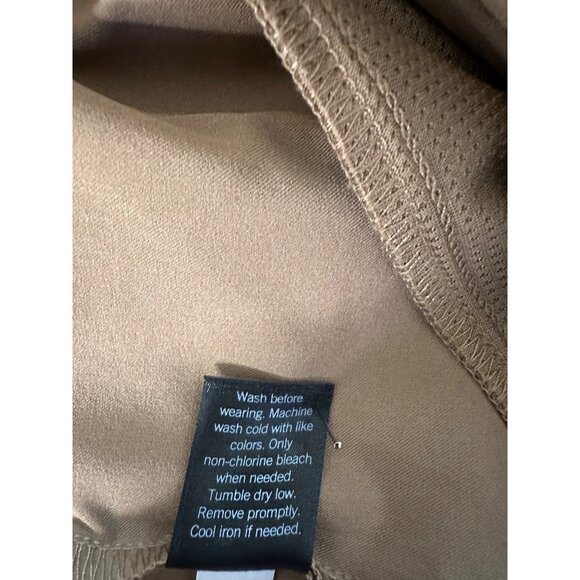 Wash before
wearing. Machine
wash cold with like
colors. Only
non-chlorine bleach
when needed.
Tumble dry low.
Remove promptly.
Cool iron if needed.